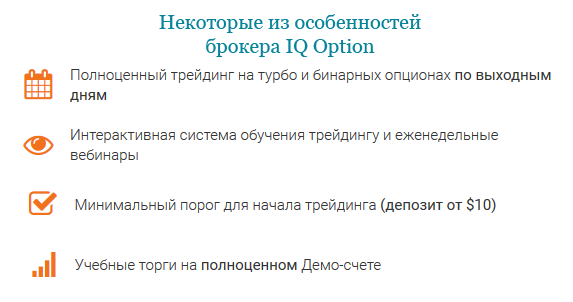 Некоторые из особенностей
брокера IQ Option
Полноценный трейдинг на турбо и бинарных опционах по выходным
дням
Интерактивная система обучения трейдингу и еженедельные
вебинары
Минимальный порог для начала трейдинга (депозит от $10)
Учебные торги на полноценном Демо-счете